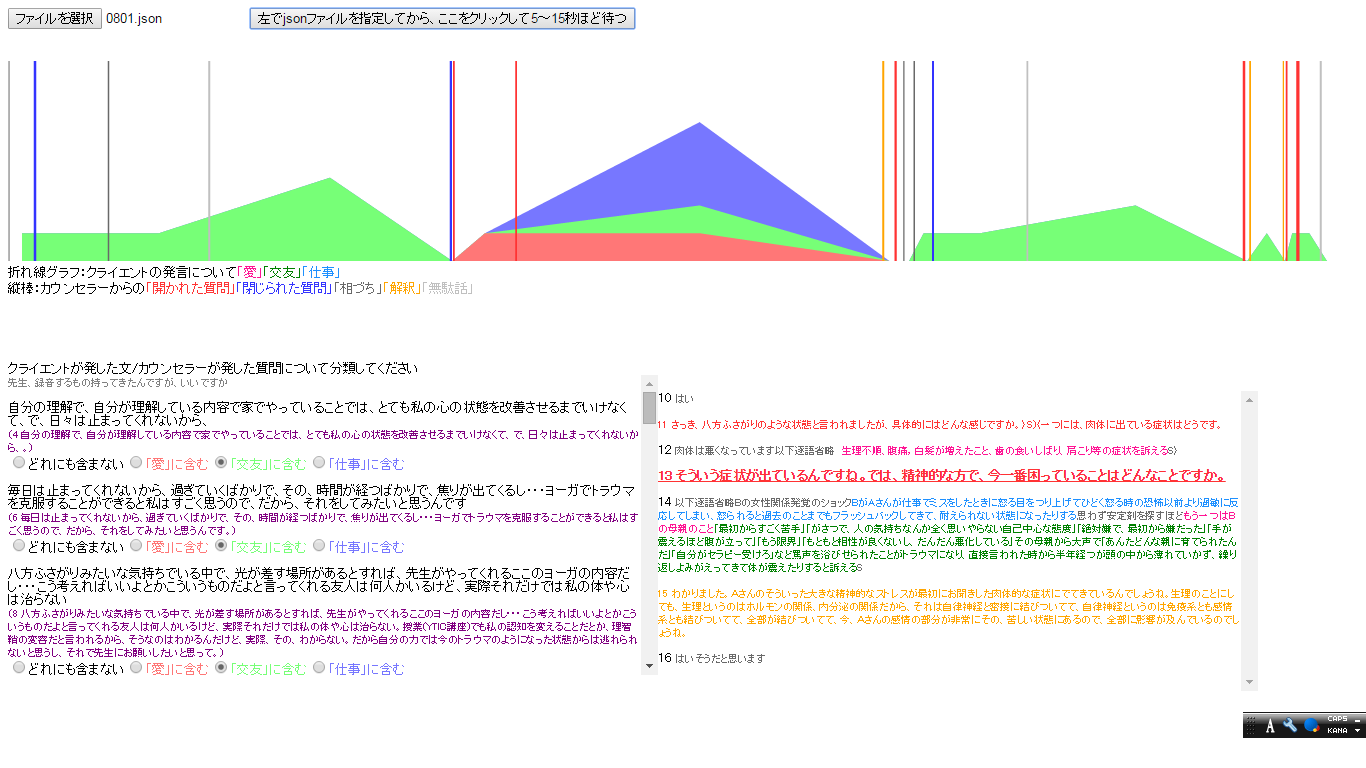 ファイルを選択 0801.json 左でjsonファイルを指定してから、ここをクリックして5～15秒ほど待つ
折れ線グラフ：クライエントの発言について「愛」「交友」「仕事」
縦棒：カウンセラーからの「開かれた質問」「閉じられた質問」「相づち」「解釈」「無駄話」
クライエントが発した文/カウンセラーが発した質問について分類してください
先生、録音するもの持ってきたんですが、いいですか
自分の理解で、自分が理解している内容で家でやっていることでは、とても私の心の状態を改善させるまでいけなく
て、で、日々は止まってくれないから、
(4 自分の理解で、自分が理解している内容で家でやっていることでは、とても私の心の状態を改善させるまでいけなくて、で、日々は止まってくれないか
ら、。)
どれにも含まない 「愛」に含む 「交友」に含む 「仕事」に含む
毎日は止まってくれないから、過ぎていくばかりで、その、時間が経つばかりで、焦りが出てくるし・・・ヨーガでトラウマ
を克服することができると私はすごく思うので、だから、それをしてみたいと思うんです
(6 毎日は止まってくれないから、過ぎていくばかりで、その、時間が経つばかりで、焦りが出てくるし・・・ヨーガでトラウマを克服することができると私はす
ごく思うので、だから、それをしてみたいと思うんです。)
どれにも含まない 「愛」に含む 「交友」に含む 「仕事」に含む
八方ふさがりみたいな気持ちでいる中で、光が差す場所があるとすれば、先生がやってくれるここのヨーガの内容だ
し・・・こう考えればいいよとかこういうものだよと言ってくれる友人は何人かいるけど、実際それだけでは私の体や心
は治らない
(8 八方ふさがりみたいな気持ちでいる中で、光が差す場所があるとすれば、先生がやってくれるここのヨーガの内容だし・・・こう考えればいいよとかこう
いうものだよと言ってくれる友人は何人かいるけど、実際それだけでは私の体や心は治らない。授業(YTIC講座)でも私の認知を変えることだとか、理智
鞘の変容だと言われるから、そうなのはわかるんだけど、実際、その、わからない。だから自分の力では今のトラウマのようになった状態からは逃れられ
ないと思うし、それで先生にお願いしたいと思って。)
どれにも含まない 「愛」に含む 「交友」に含む 「仕事」に含む
10 はい
11 さっき、八方ふさがりのような状態と言われましたが、具体的にはどんな感じですか。}S){一つには、肉体に出ている症状はどうです。
12 肉体は悪くなっています以下逐語省略 生理不順、腹痛。白髪が増えたこと、歯の食いしばり、肩こり等の症状を訴えるS}
13 そういう症状が出ているんですね。では、精神的な方で、今一番困っていることはどんなことですか。
14 以下逐語省略Bの女性関係発覚のショックBがAさんが仕事でミスをしたときに怒る目をつり上げてひどく怒る時の恐怖以前より過敏に反
応してしまい、怒られると過去のことまでもフラッシュバックしてきて、耐えられない状態になったりする思わず安定剤を探すほどもう一つはB
の母親のこと「最初からすごく苦手」「がさつで、人の気持ちなんか全く思いやらない自己中心な態度」「絶対嫌で、最初から嫌だった」「手が
震えるほど腹が立って」「もう限界」「もともと相性が良くないし、だんだん悪化している」その母親から大声で「あんたどんな親に育てられたん
だ」「自分がセラピー受けろ」など罵声を浴びせられたことがトラウマになり、直接言われた時から半年経つが頭の中から薄れていかず、繰り
返しよみがえってきて体が震えたりすると訴えるS
15 わかりました。Aさんのそういった大きな精神的なストレスが最初にお聞きした肉体的な症状にでてきているんでしょうね。生理のことにし
ても、生理というのはホルモンの関係、内分泌の関係だから、それは自律神経と密接に結びついてて、自律神経というのは免疫系とも感情
系とも結びついてて、全部が結びついてて、今、Aさんの感情の部分が非常にその、苦しい状態にあるので、全部に影響が及んでいるのでし
ょうね。
16 はいそうだと思います
A CAPS
KANA